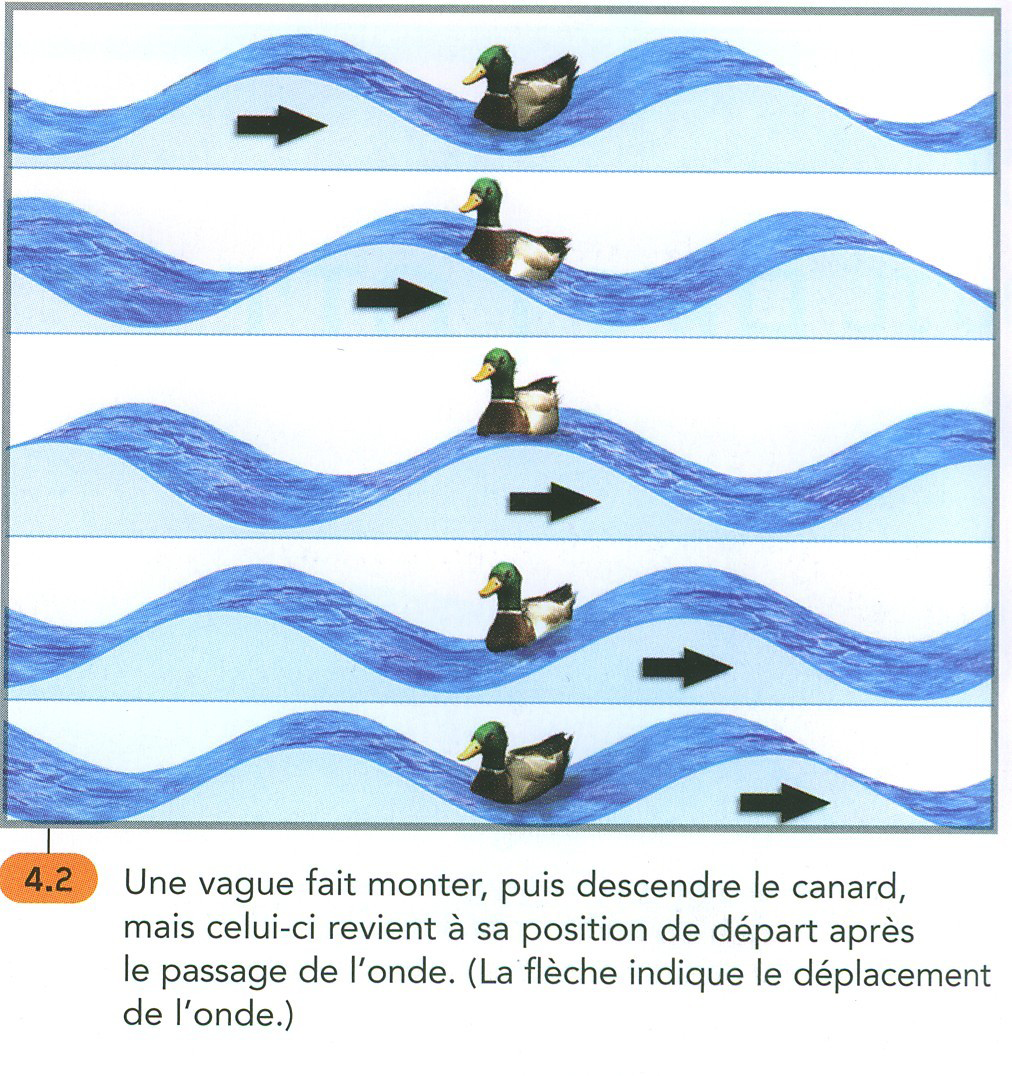 4.2
Une vague fait monter, puis descendre le canard,
mais celui-ci revient à sa position de départ après
le passage de l'onde. (La flèche indique le déplacement
de l'onde.)